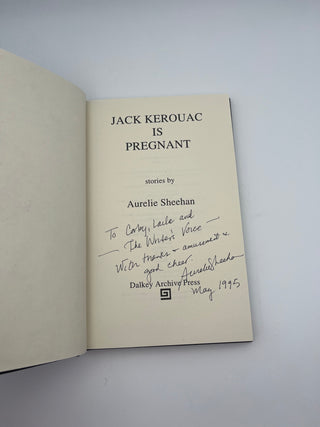 JACK KEROUAC
IS
PREGNANT
stories by
Aurelie Sheehan
To Corby, Laile and
— The Writer's Voice —
With thanks + amusement &
good cheer.
Aurelie Sheehan
Dalkey Archive Press
May 1995